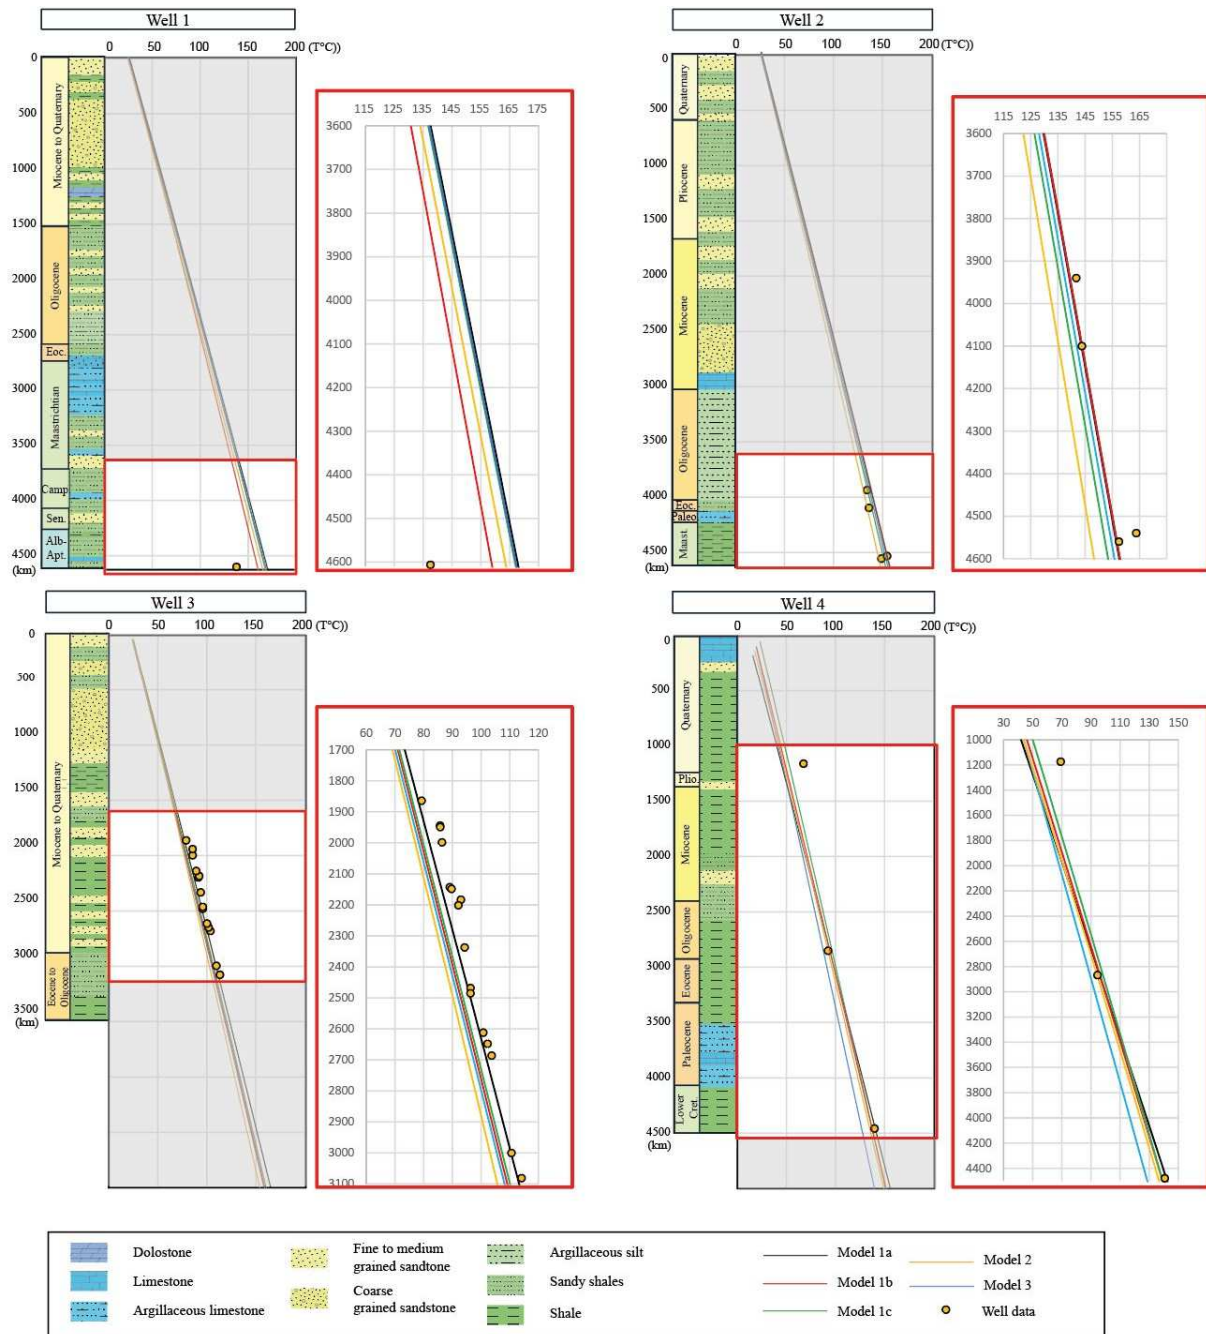 Well 1
0 50 100 150 200 (T°C))
0
500
1000
1500
2000
2500
3000
3500
4000
4500
(km)
Miocene to Quaternary
Oligocene
Eoc.
Maastrichtian
Camp
Sen.
Alb-
Apt.
115 125 135 145 155 165 175
3600
3700
3800
3900
4000
4100
4200
4300
4400
4500
4600
Well 2
0 50 100 150 200 (T°C))
0
500
1000
1500
2000
2500
3000
3500
4000
4500
(km)
Quaternary
Pliocene
Miocene
Oligocene
Eoc.
Paleo
Maast.
115 125 135 145 155 165
3600
3700
3800
3900
4000
4100
4200
4300
4400
4500
4600
Well 3
0 50 100 150 200 (T°C))
0
500
1000
1500
2000
2500
3000
3500
(km)
Miocene to Quaternary
Eocene to
Oligocene
60 70 80 90 100 110 120
1700
1800
1900
2000
2100
2200
2300
2400
2500
2600
2700
2800
2900
3000
3100
Well 4
0 50 100 150 200 (T°C))
0
500
1000
1500
2000
2500
3000
3500
4000
4500
(km)
Quaternary
Plio.
Miocene
Oligocene
Eocene
Paleocene
Lower
Cret.
30 50 70 90 110 130 150
1000
1200
1400
1600
1800
2000
2200
2400
2600
2800
3000
3200
3400
3600
3800
4000
4200
4400
Dolostone
Limestone
Argillaceous limestone
Fine to medium
grained sandtone
Coarse
grained sandstone
Argillaceous silt
Sandy shales
Shale
Model 1a
Model 1b
Model 1c
Model 2
Model 3
Well data